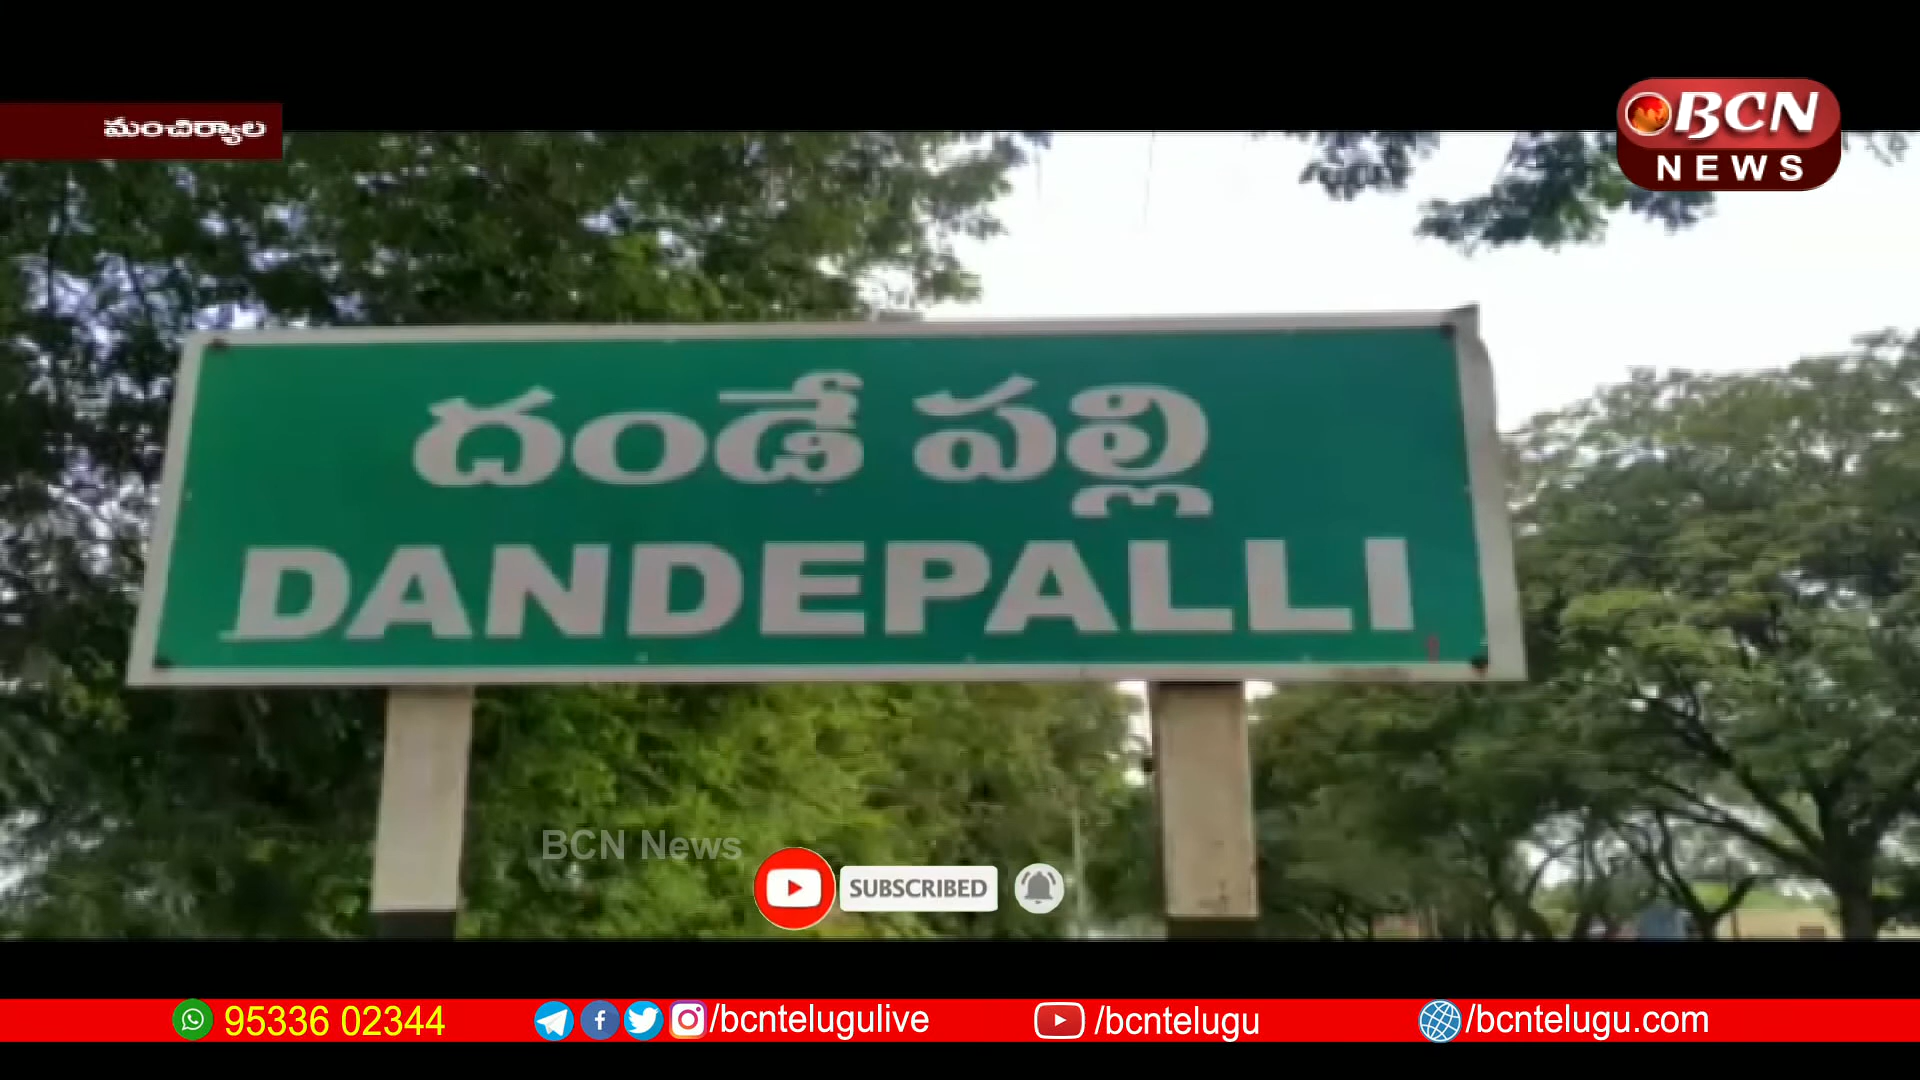 మంచిర్యాల
BCN
NEWS
దండే పల్లి
DANDEPALLI
BCN News
SUBSCRIBED
95336 02344
/bcntelugulive
/bcntelugu
/bcntelugu.com